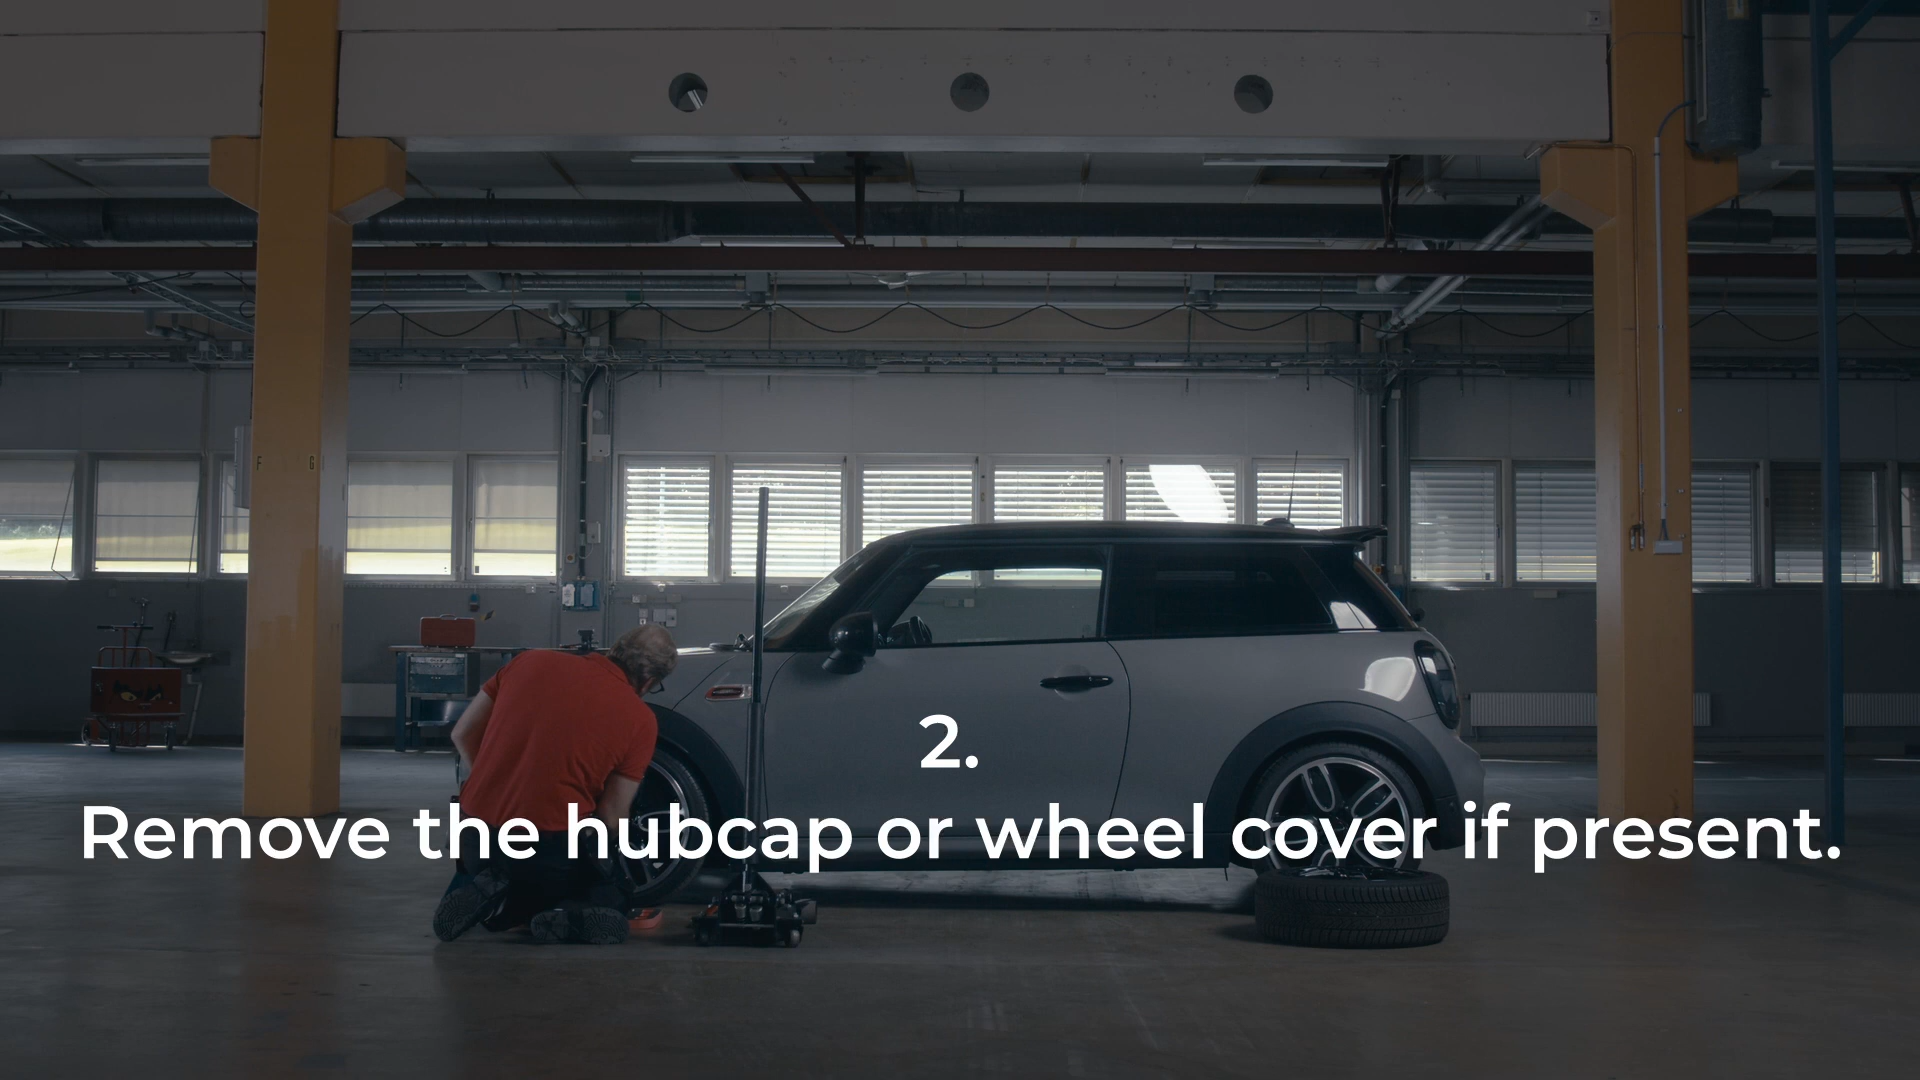 F G
2.
Remove the hubcap or wheel cover if present.